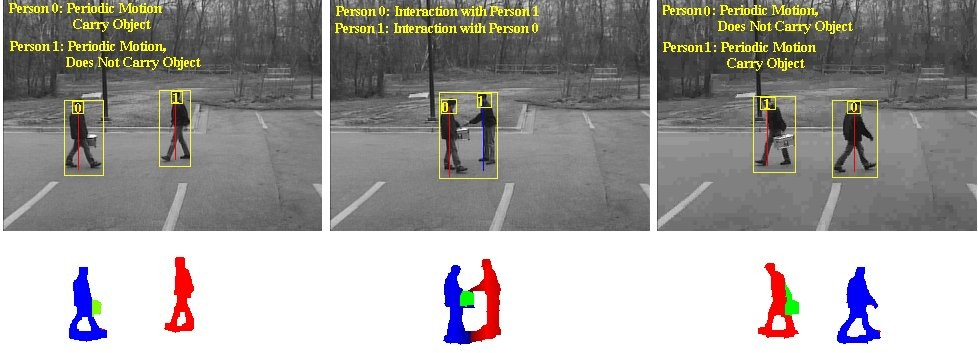 Person 0: Periodic Motion
Carry Object
Person 1: Periodic Motion,
Does Not Carry Object
0
1
Person 0: Interaction with Person 1
Person 1: Interaction with Person 0
0
1
Person 0: Periodic Motion,
Does Not Carry Object
Person 1: Periodic Motion
Carry Object
1
0